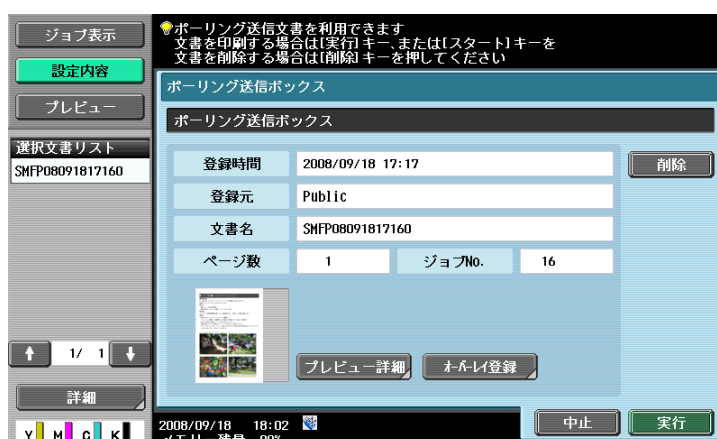 ジョブ表示
設定内容
プレビュー
選択文書リスト
SMFP08091817160
1/ 1
詳細
Y M C K
ポーリング送信文書を利用できます
文書を印刷する場合は[実行]キー、または[スタート]キーを
文書を削除する場合は[削除]キーを押してください
ポーリング送信ボックス
ポーリング送信ボックス
登録時間 2008/09/18 17:17
登録元 Public
文書名 SMFP08091817160
ページ数 1 ジョブNo. 16
削除
プレビュー詳細 オーバーレイ登録
2008/09/18 18:02
メモリー残量 99%
中止 実行